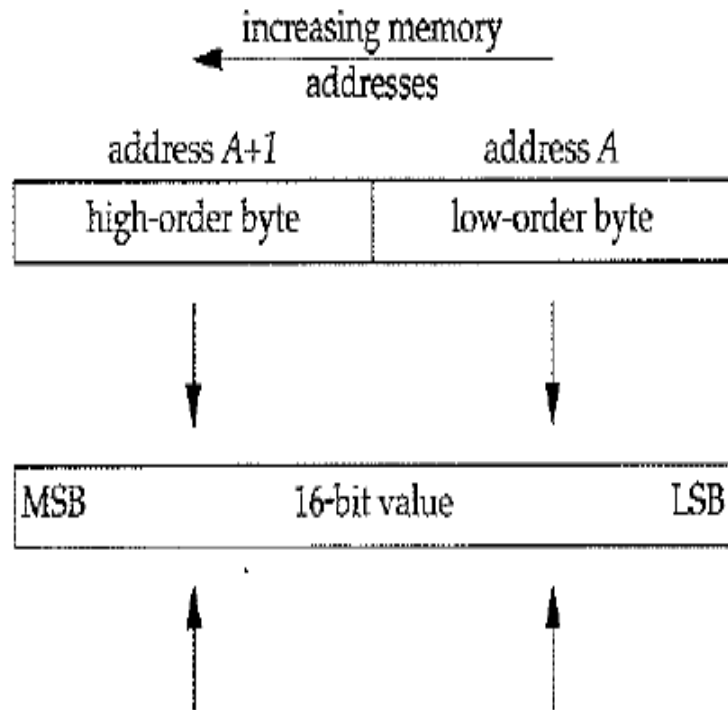 increasing memory
addresses
address A+1 address A
high-order byte low-order byte
MSB 16-bit value LSB